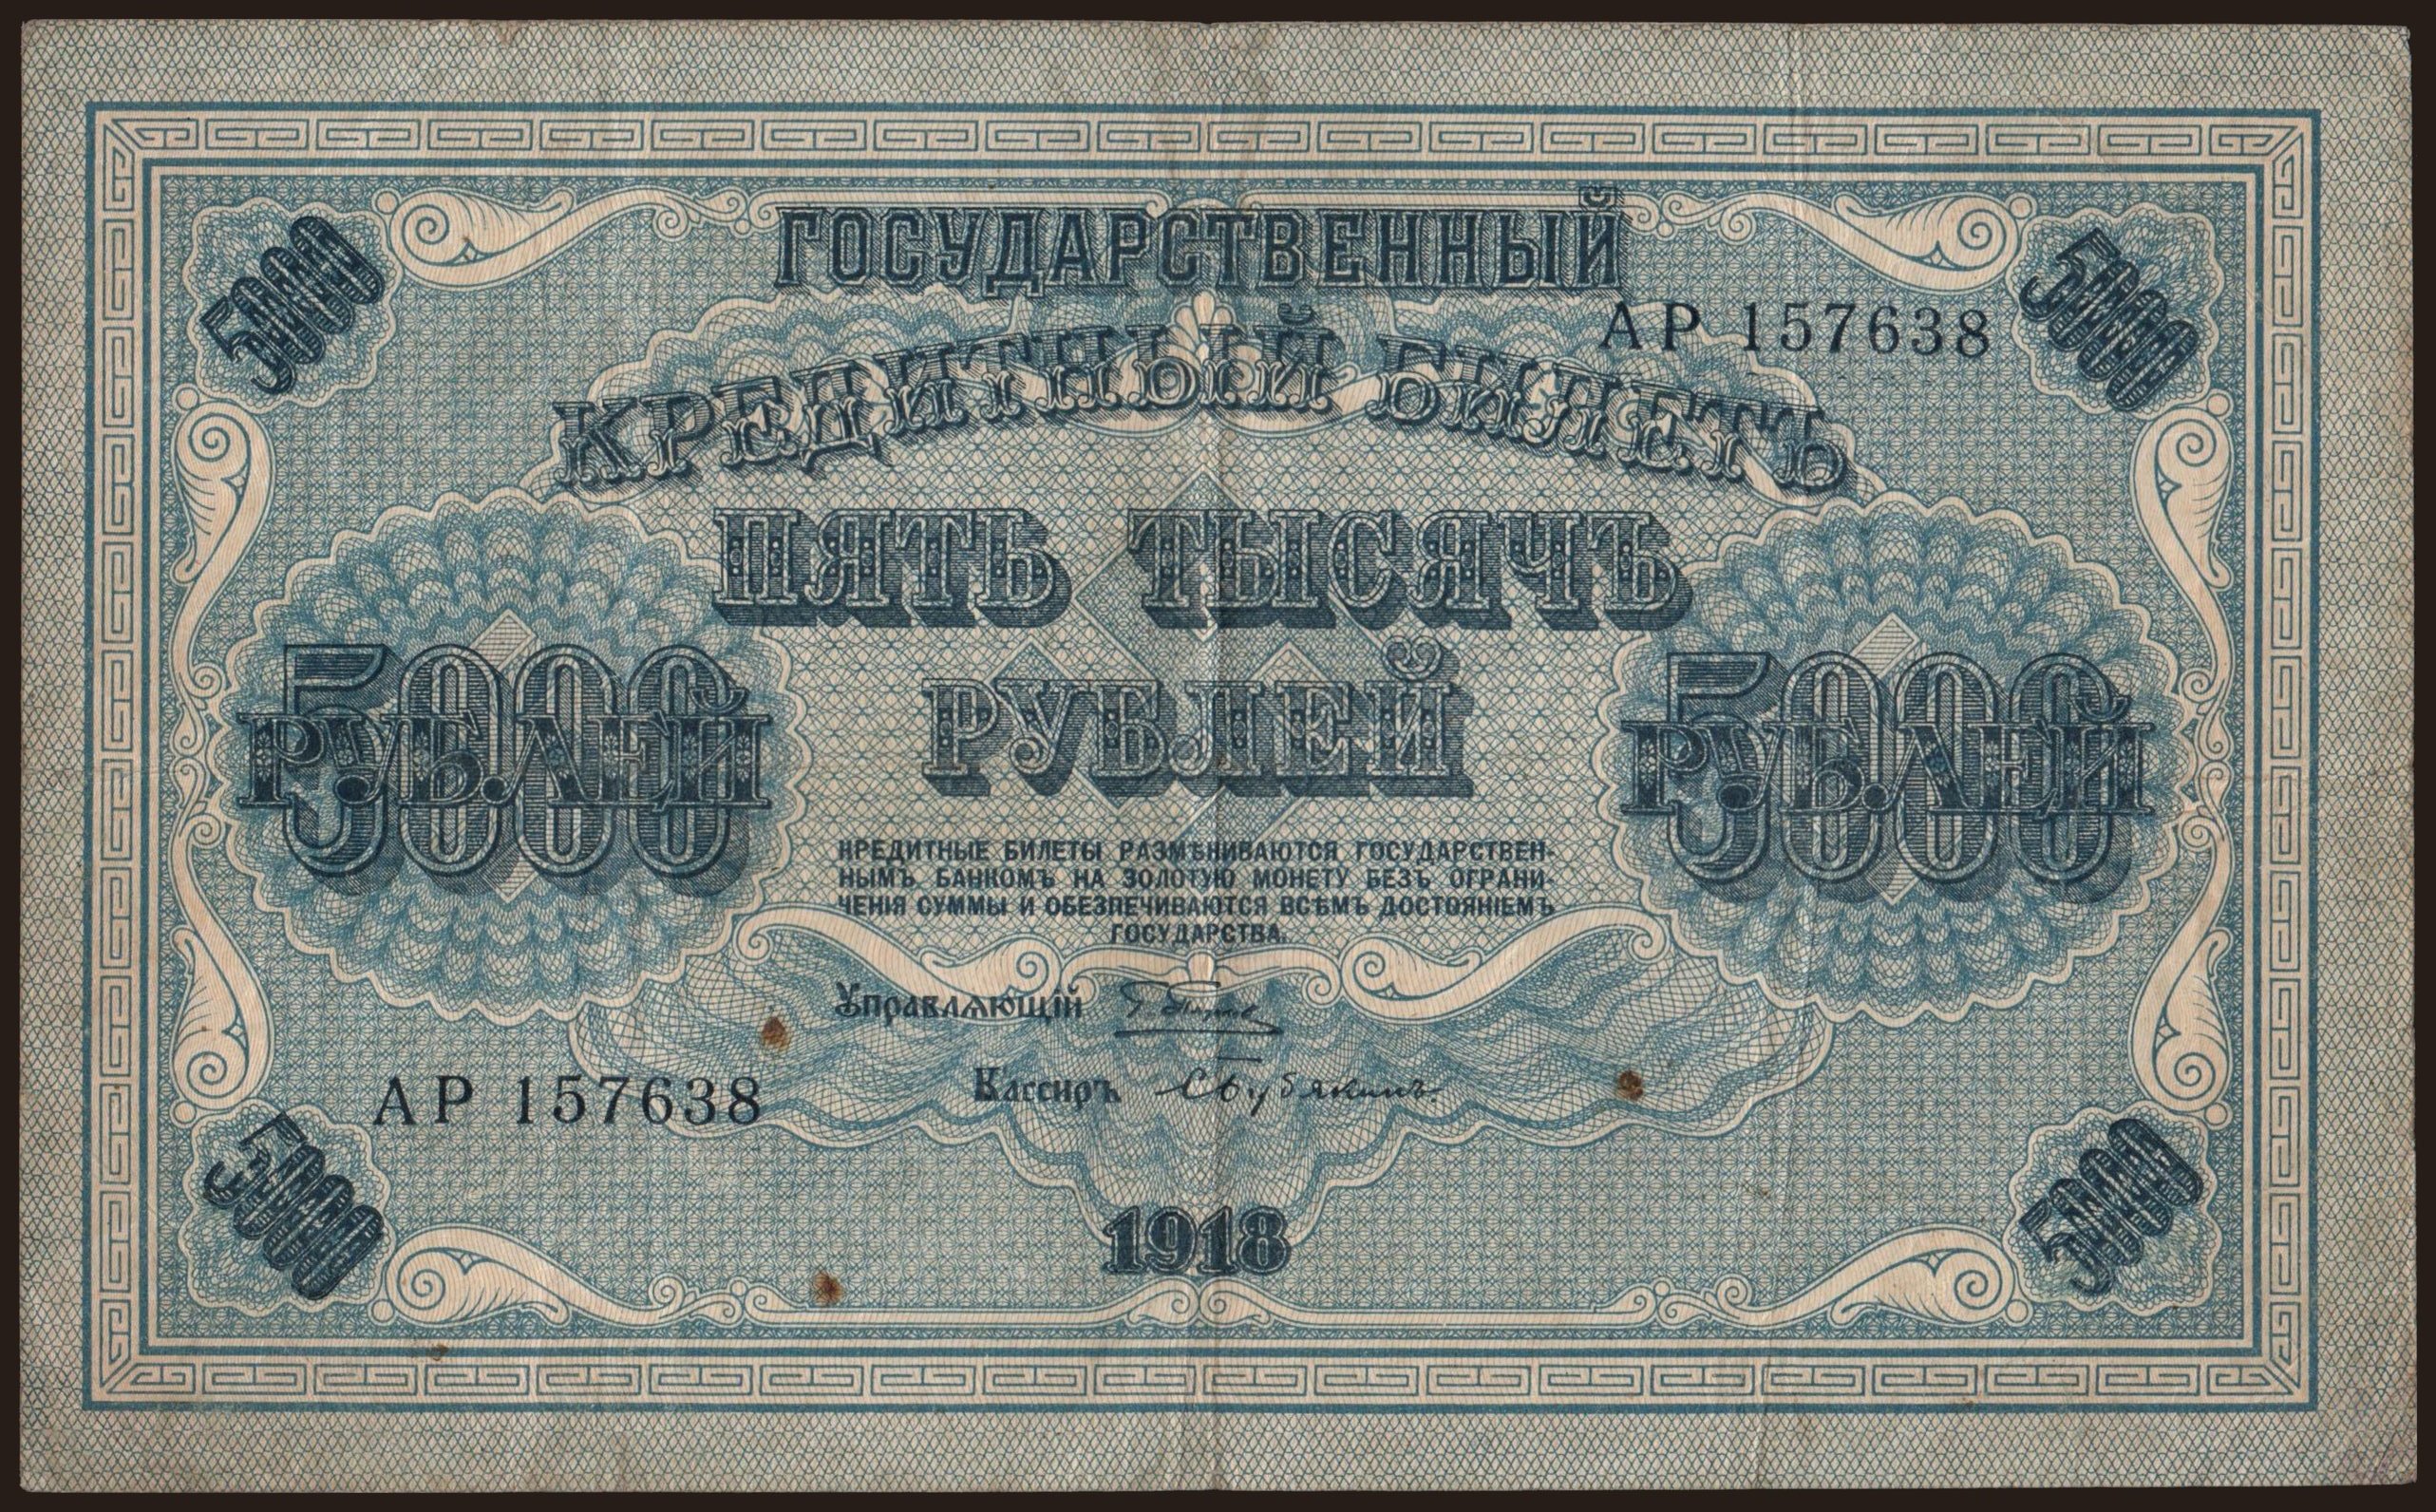 5000
ГОСУДАРСТВЕННЫЙ
5000
АР 157638
КРЕДИТНЫЙ БИЛЕТЪ
ПЯТЬ ТЫСЯЧЪ
РУБЛЕЙ
5000
РУБЛЕЙ
5000
РУБЛЕЙ
КРЕДИТНЫЕ БИЛЕТЫ РАЗМѢНИВАЮТСЯ ГОСУДАРСТВЕН-
НЫМЪ БАНКОМЪ НА ЗОЛОТУЮ МОНЕТУ БЕЗЪ ОГРАНИ-
ЧЕНІЯ СУММЫ И ОБЕЗПЕЧИВАЮТСЯ ВСѢМЪ ДОСТОЯНІЕМЪ
ГОСУДАРСТВА.
Управляющій
Кассиръ
АР 157638
5000
1918
5000